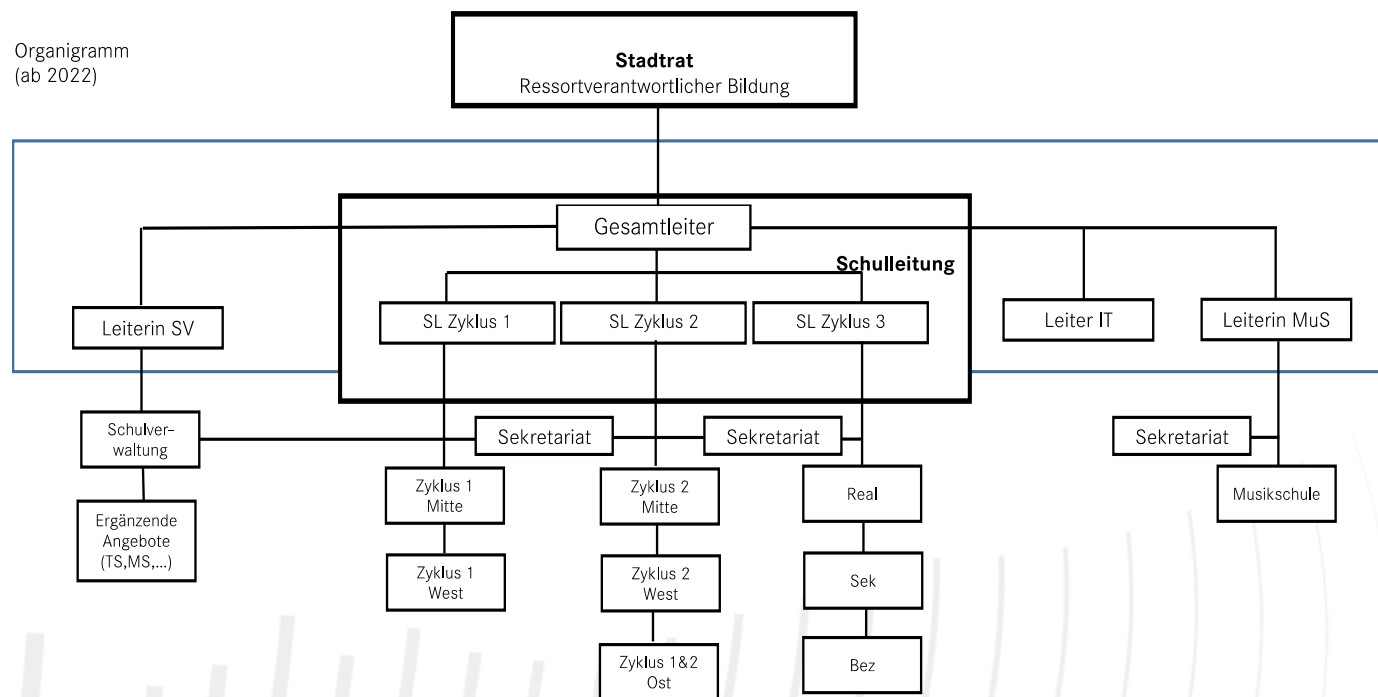 Organigramm
(ab 2022)
Stadtrat
Ressortverantwortlicher Bildung
Gesamtleiter
Schulleitung
Leiterin SV
SL Zyklus 1
SL Zyklus 2
SL Zyklus 3
Leiter IT
Leiterin MuS
Schulver-
waltung
Sekretariat
Sekretariat
Sekretariat
Zyklus 1
Mitte
Zyklus 2
Mitte
Real
Musikschule
Ergänzende
Angebote
(TS,MS,...)
Zyklus 1
West
Zyklus 2
West
Sek
Zyklus 1&2
Ost
Bez